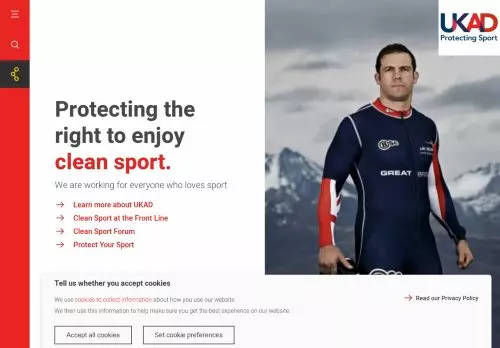 UKAD
Protecting Sport
Protecting the
right to enjoy
clean sport.
We are working for everyone who loves sport
Learn more about UKAD
Clean Sport at the Front Line
Clean Sport Forum
Protect Your Sport
GREAT
Tell us whether you accept cookies
We use cookies to collect information about how you use our website.
We then use this information to help make sure you get the best experience on our website.
Read our Privacy Policy
Accept all cookies
Set cookie preferences